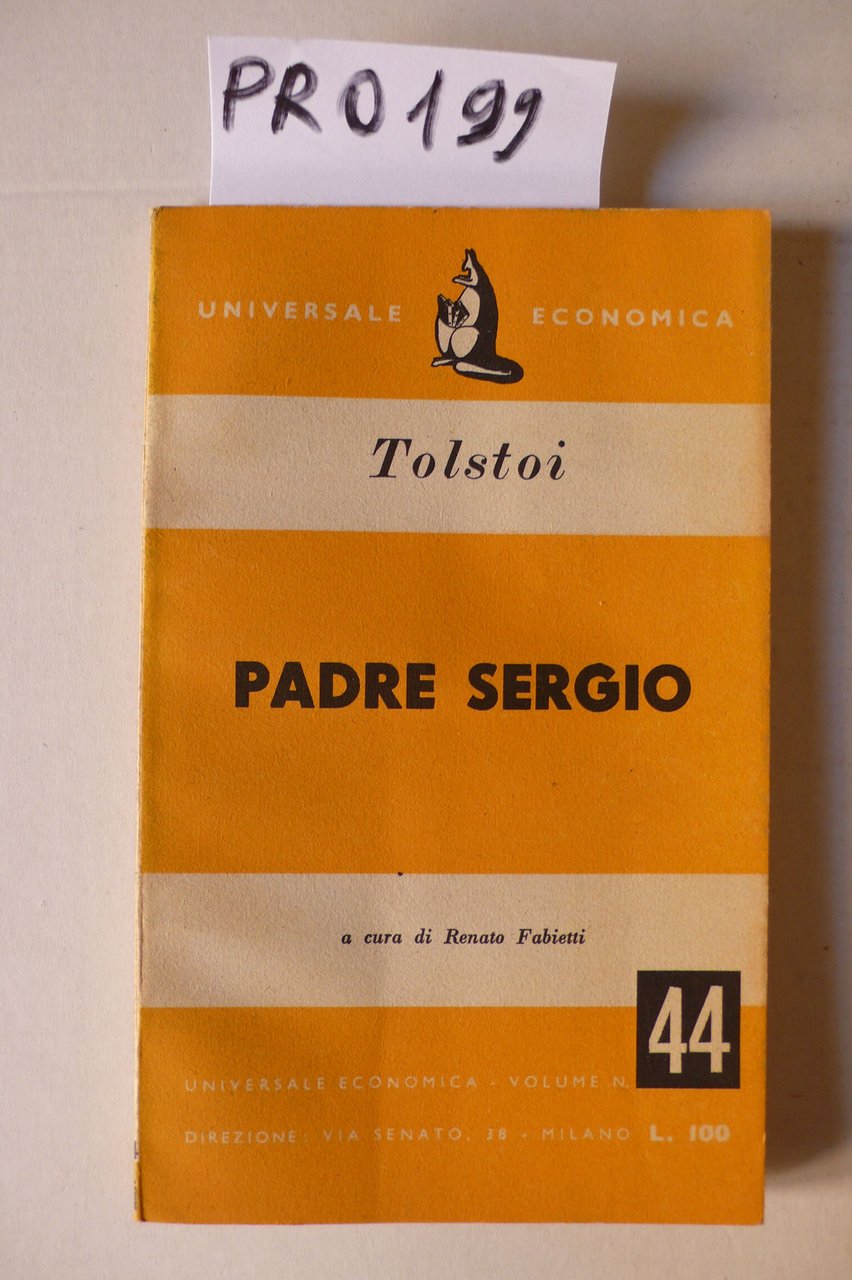 PR0199
UNIVERSALE ECONOMICA
Tolstoi
PADRE SERGIO
a cura di Renato Fabietti
44
UNIVERSALE ECONOMICA - VOLUME N.
DIREZIONE: VIA SENATO, 38 - MILANO L. 100